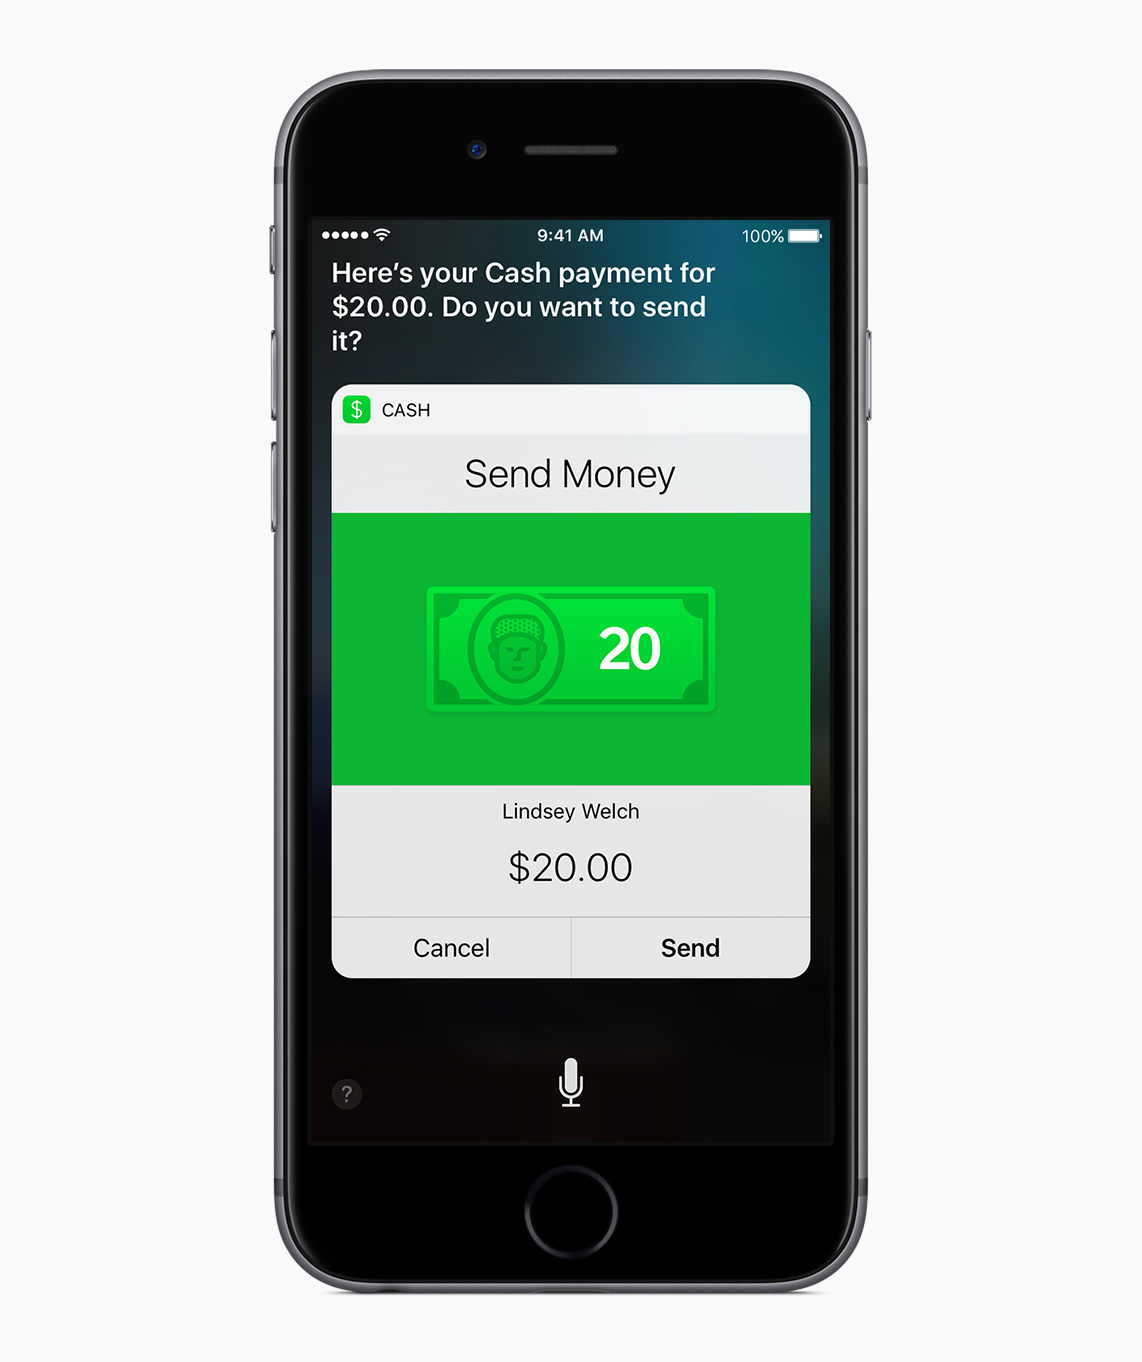 9:41 AM
100%
Here's your Cash payment for
$20.00. Do you want to send
it?
$ CASH
Send Money
20
Lindsey Welch
$20.00
Cancel
Send
?